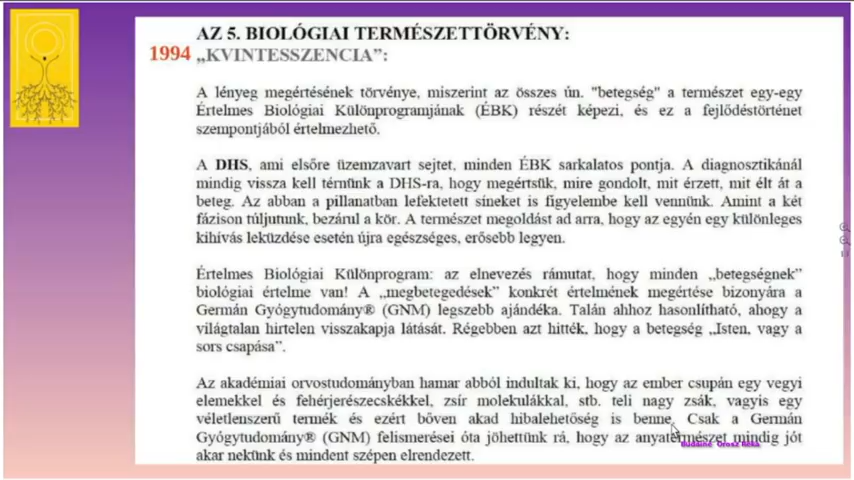 AZ 5. BIOLÓGIAI TERMÉSZETTÖRVÉNY:
1994 „KVINTESSZENCIA”:
A lényeg megértésének törvénye, miszerint az összes ún. "betegség" a természet egy-egy
Értelmes Biológiai Különprogramjának (ÉBK) részét képezi, és ez a fejlődéstörténet
szempontjából értelmezhető.
A DHS, ami elsőre üzemzavart sejtet, minden ÉBK sarkalatos pontja. A diagnosztikánál
mindig vissza kell térnünk a DHS-ra, hogy megértsük, mire gondolt, mit érzett, mit élt át a
beteg. Az abban a pillanatban lefektetett síneket is figyelembe kell vennünk. Amint a két
fázison túljutunk, bezárul a kör. A természet megoldást ad arra, hogy az egyén egy különleges
kihívás leküzdése esetén újra egészséges, erősebb legyen.
Értelmes Biológiai Különprogram: az elnevezés rámutat, hogy minden „betegségnek”
biológiai értelme van! A „megbetegedések” konkrét értelmének megértése bizonyára a
Germán Gyógytudomány® (GNM) legszebb ajándéka. Talán ahhoz hasonlítható, ahogy a
világtalan hirtelen visszakapja látását. Régebben azt hitték, hogy a betegség „Isten, vagy a
sors csapása”.
Az akadémiai orvostudományban hamar abból indultak ki, hogy az ember csupán egy vegyi
elemekkel és fehérjerészecskékkel, zsír molekulákkal, stb. teli nagy zsák, vagyis egy
véletlenszerű termék és ezért bőven akad hibalehetőség is benne. Csak a Germán
Gyógytudomány® (GNM) felismerései óta jöhettünk rá, hogy az anyatermészet mindig jót
akar nekünk és mindent szépen elrendezett.